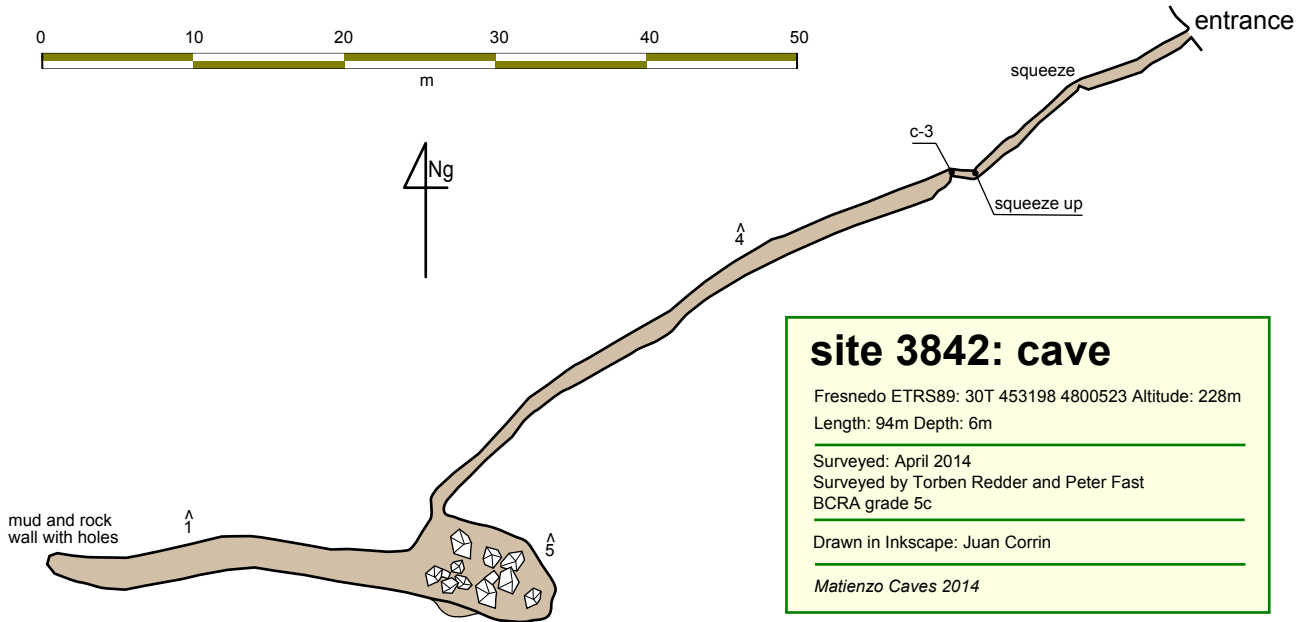 0 10 20 30 40 50
m
entrance
squeeze
c-3
squeeze up
Ng
^
4
^
5
^
1
mud and rock
wall with holes
site 3842: cave
Fresnedo ETRS89: 30T 453198 4800523 Altitude: 228m
Length: 94m Depth: 6m
Surveyed: April 2014
Surveyed by Torben Redder and Peter Fast
BCRA grade 5c
Drawn in Inkscape: Juan Corrin
Matienzo Caves 2014